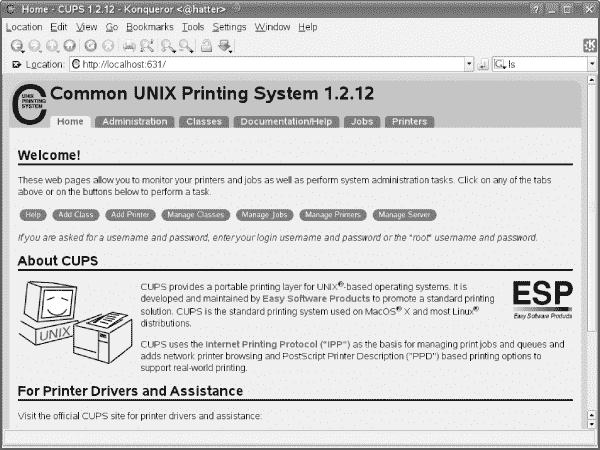 Home - CUPS 1.2.12 - Konqueror <@hatter>
Location Edit View Go Bookmarks Tools Settings Window Help
Location: http://localhost:631/ ls
UNIX PRINTING SYSTEM
Common UNIX Printing System 1.2.12
Home Administration Classes Documentation/Help Jobs Printers
Welcome!
These web pages allow you to monitor your printers and jobs as well as perform system administration tasks. Click on any of the tabs
above or on the buttons below to perform a task.
Help Add Class Add Printer Manage Classes Manage Jobs Manage Printers Manage Server
If you are asked for a username and password, enter your login username and password or the "root" username and password.
About CUPS
UNIX
CUPS provides a portable printing layer for UNIX®-based operating systems. It is
developed and maintained by Easy Software Products to promote a standard printing
solution. CUPS is the standard printing system used on MacOS® X and most Linux®
distributions.
ESP
Easy Software Products
CUPS uses the Internet Printing Protocol ("IPP") as the basis for managing print jobs and queues and
adds network printer browsing and PostScript Printer Description ("PPD") based printing options to
support real-world printing.
For Printer Drivers and Assistance
Visit the official CUPS site for printer drivers and assistance: